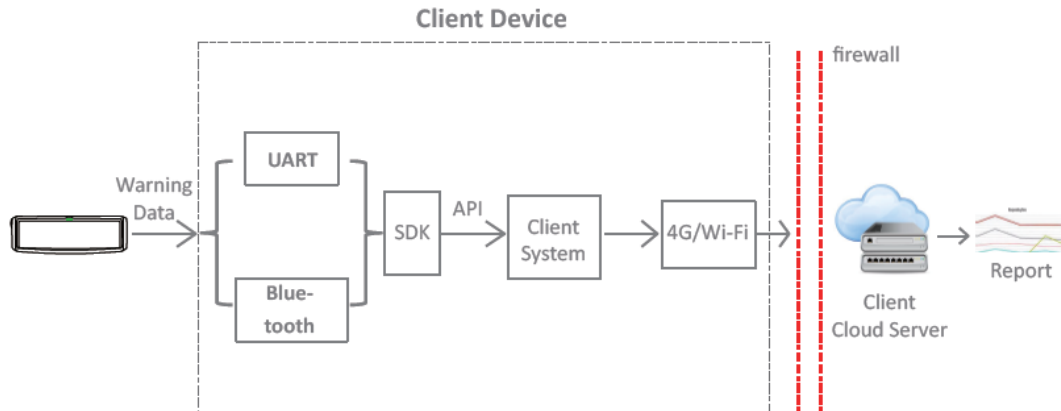 Client Device
firewall
Warning
Data
UART
Blue-
tooth
SDK
API
Client
System
4G/Wi-Fi
Client
Cloud Server
Report